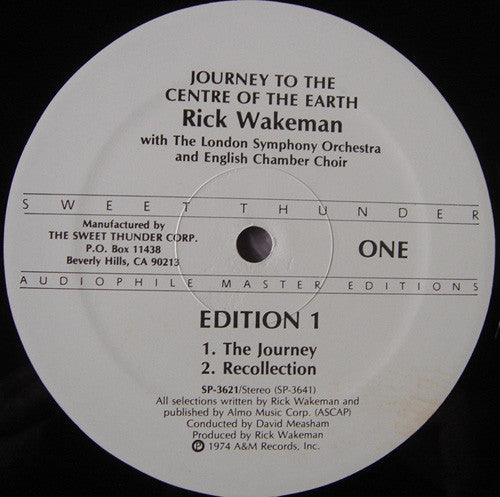 JOURNEY TO THE
CENTRE OF THE EARTH
Rick Wakeman
with The London Symphony Orchestra
and English Chamber Choir
SWEET THUNDER
Manufactured by
THE SWEET THUNDER CORP.
P.O. Box 11438
Beverly Hills, CA 90213
ONE
AUDIOPHILE MASTER EDITIONS
EDITION 1
1. The Journey
2. Recollection
SP-3621/Stereo (SP-3641)
All selections written by Rick Wakeman and
published by Almo Music Corp. (ASCAP)
Conducted by David Measham
Produced by Rick Wakeman
℗ 1974 A&M Records, Inc.